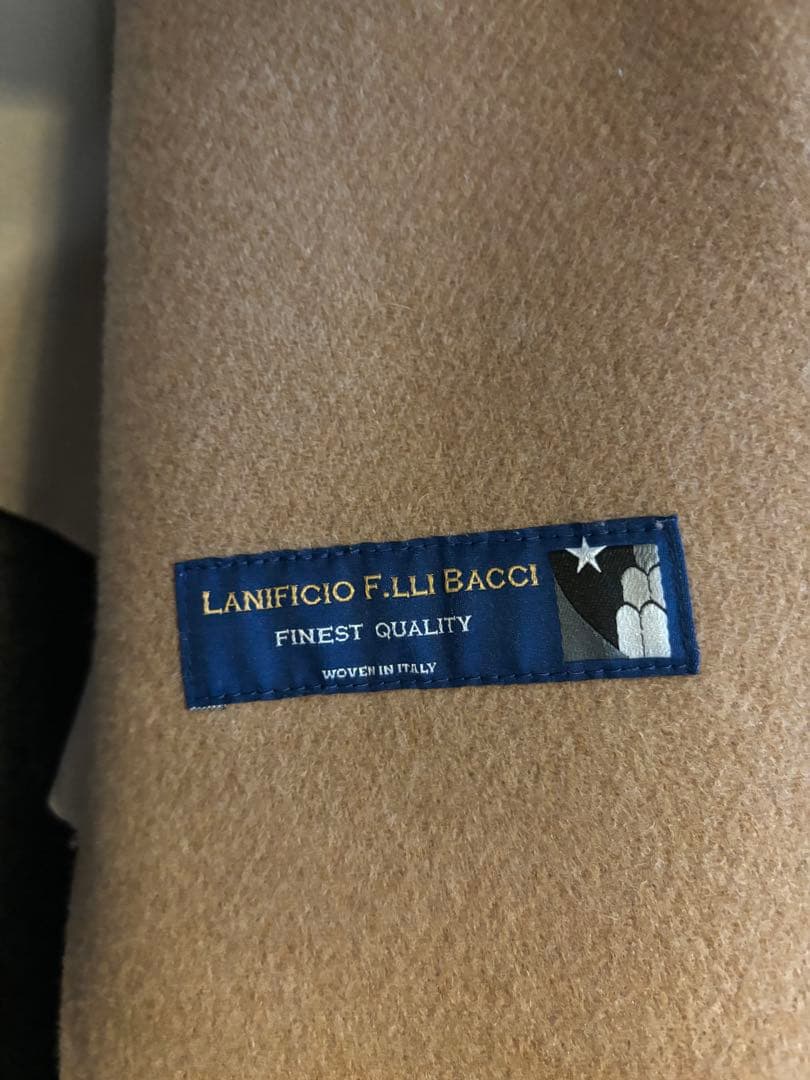 LANIFICIO F.LLI BACCI
FINEST QUALITY
WOVEN IN ITALY